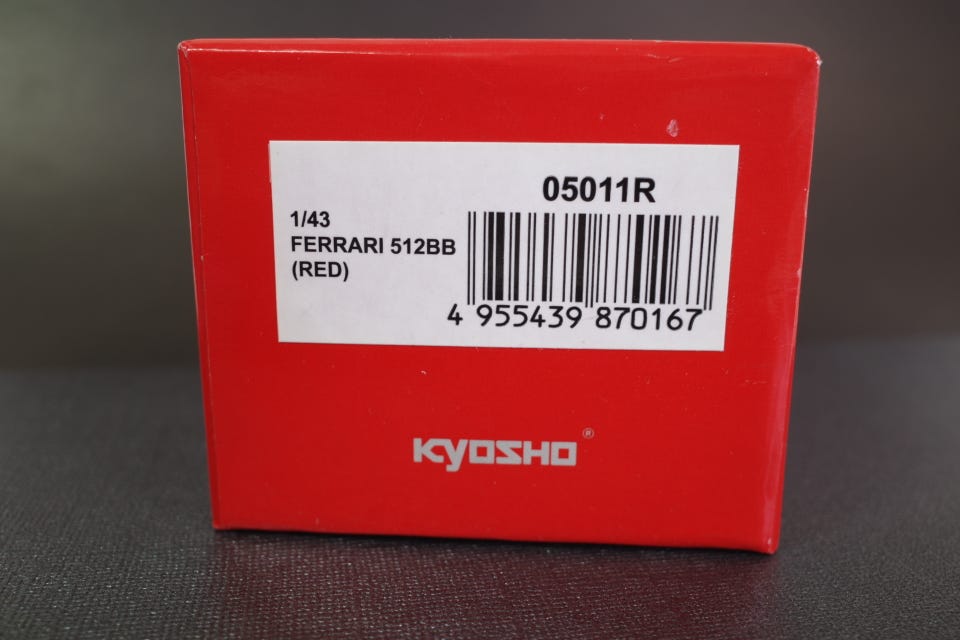 05011R
1/43
FERRARI 512BB
(RED)
4 955439 870167
KYOSHO®